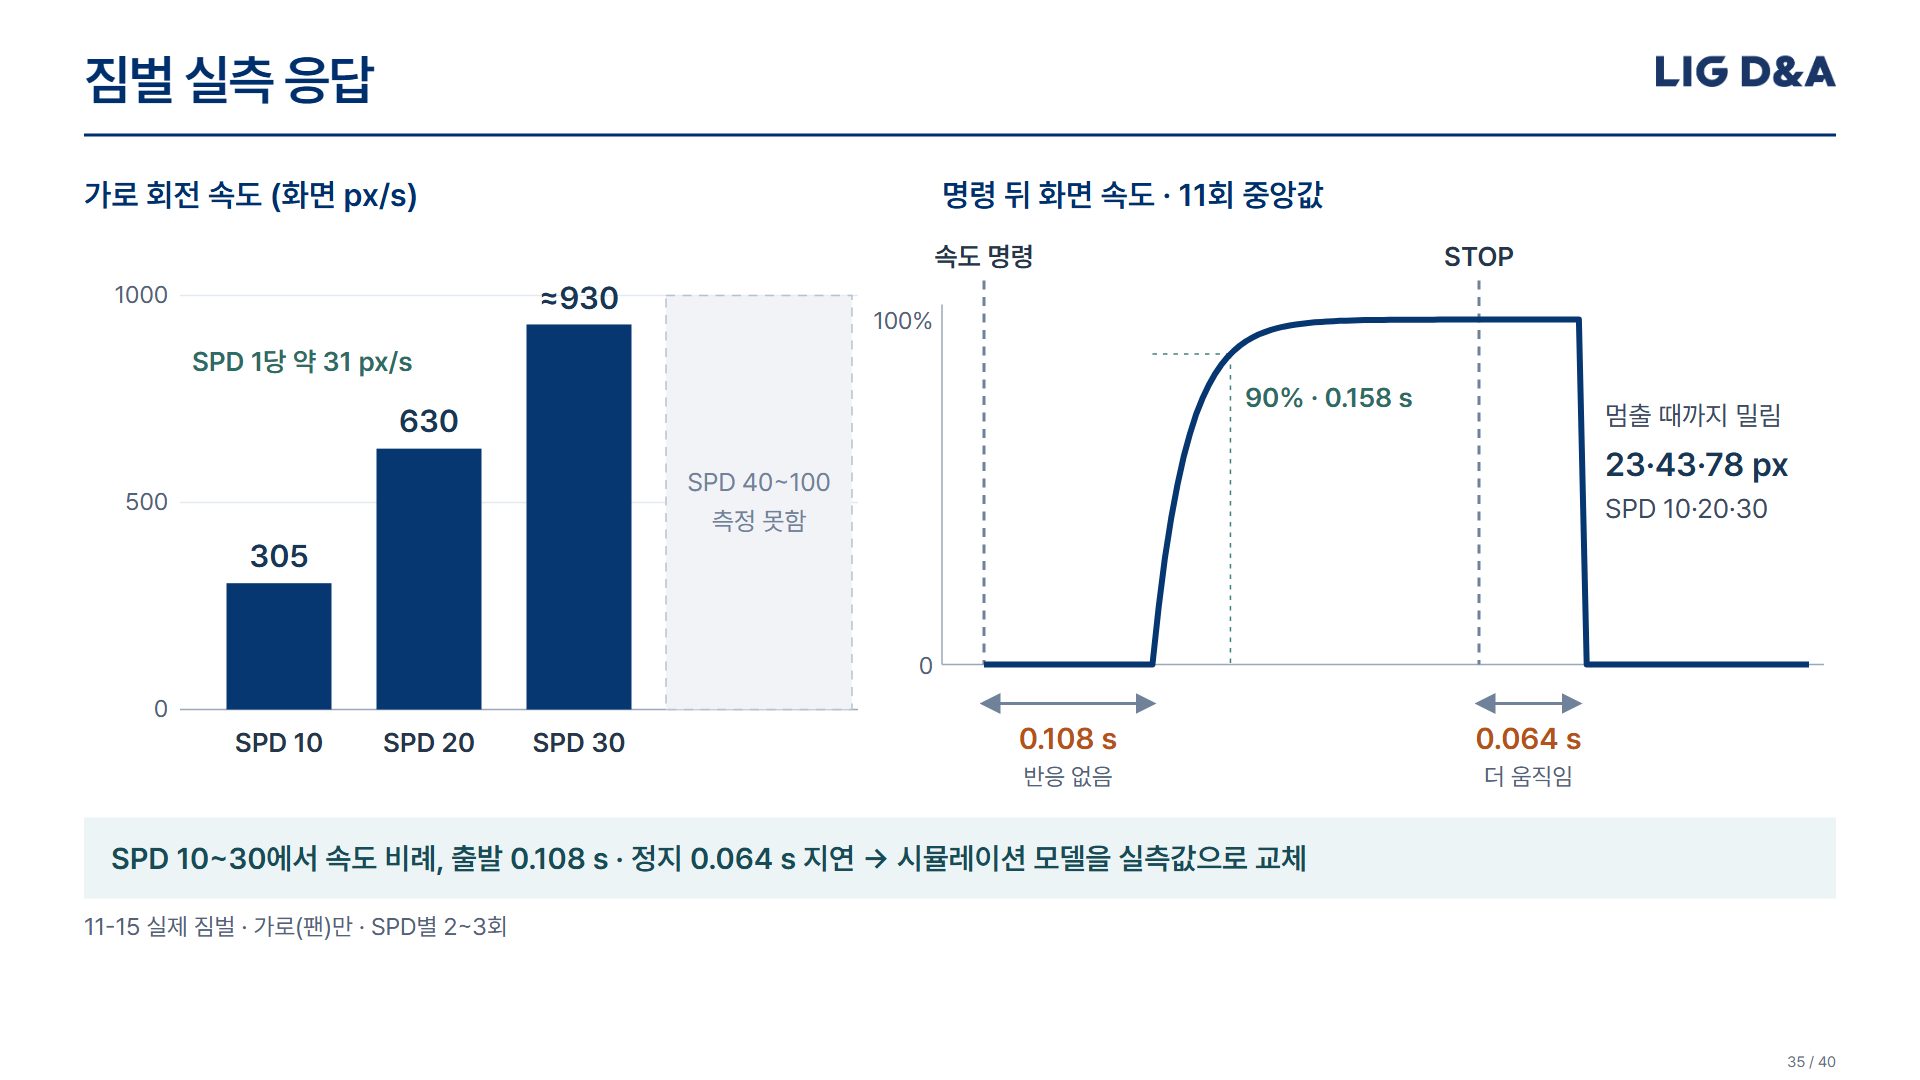 짐벌 실측 응답
LIG D&A
가로 회전 속도 (화면 px/s)
1000
500
0
SPD 1당 약 31 px/s
305
630
≈930
SPD 40~100
측정 못함
SPD 10
SPD 20
SPD 30
명령 뒤 화면 속도 · 11회 중앙값
속도 명령
STOP
100%
0
90% · 0.158 s
멈출 때까지 밀림
23·43·78 px
SPD 10·20·30
0.108 s
반응 없음
0.064 s
더 움직임
SPD 10~30에서 속도 비례, 출발 0.108 s · 정지 0.064 s 지연 → 시뮬레이션 모델을 실측값으로 교체
11-15 실제 짐벌 · 가로(팬)만 · SPD별 2~3회
35 / 40